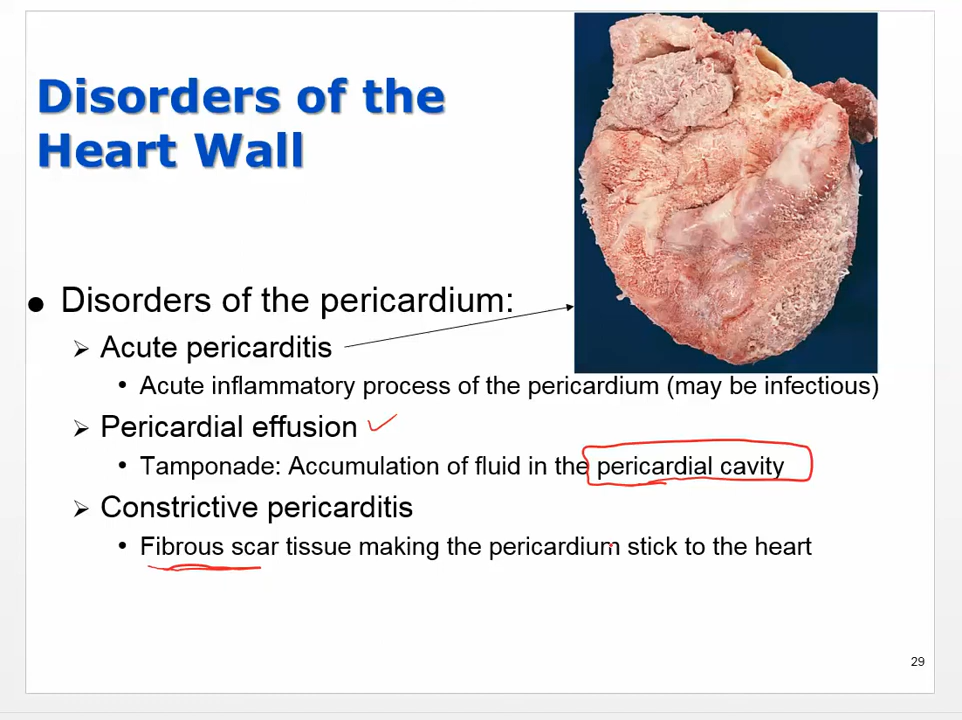 Disorders of the
Heart Wall
● Disorders of the pericardium:
➢ Acute pericarditis
• Acute inflammatory process of the pericardium (may be infectious)
➢ Pericardial effusion
• Tamponade: Accumulation of fluid in the pericardial cavity
➢ Constrictive pericarditis
• Fibrous scar tissue making the pericardium stick to the heart
29